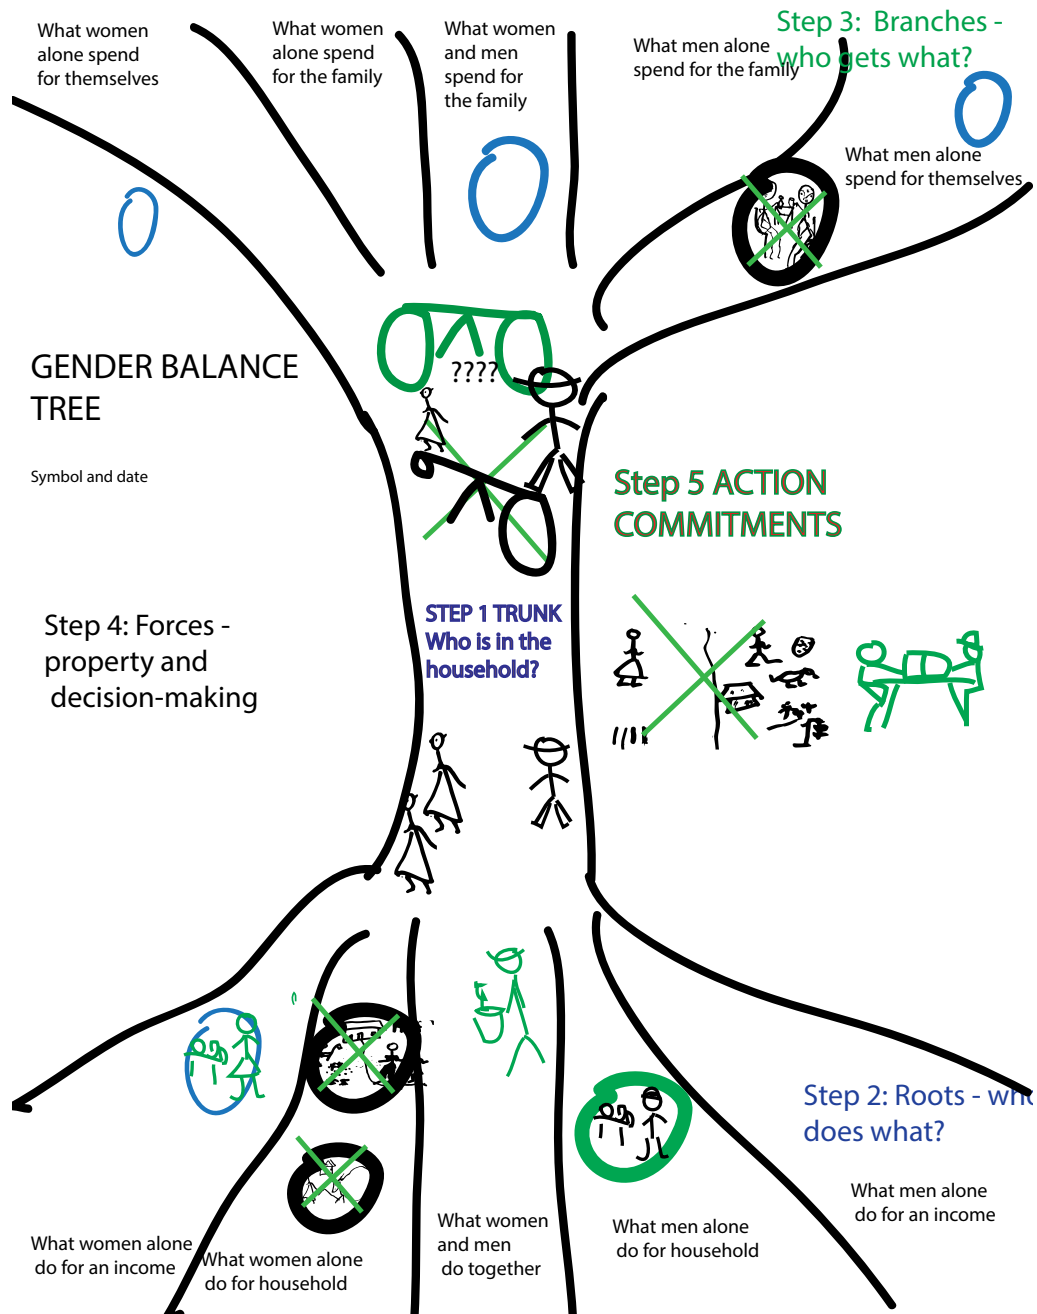 What women
alone spend
for themselves
What women
alone spend
for the family
What women
and men
spend for
the family
What men alone
spend for the family
Step 3: Branches -
who gets what?
What men alone
spend for themselves
GENDER BALANCE
TREE
Symbol and date
????
Step 5 ACTION
COMMITMENTS
STEP 1 TRUNK
Who is in the
household?
Step 4: Forces -
property and
decision-making
Step 2: Roots - who
does what?
What women alone
do for an income
What women alone
do for household
What women
and men
do together
What men alone
do for household
What men alone
do for an income